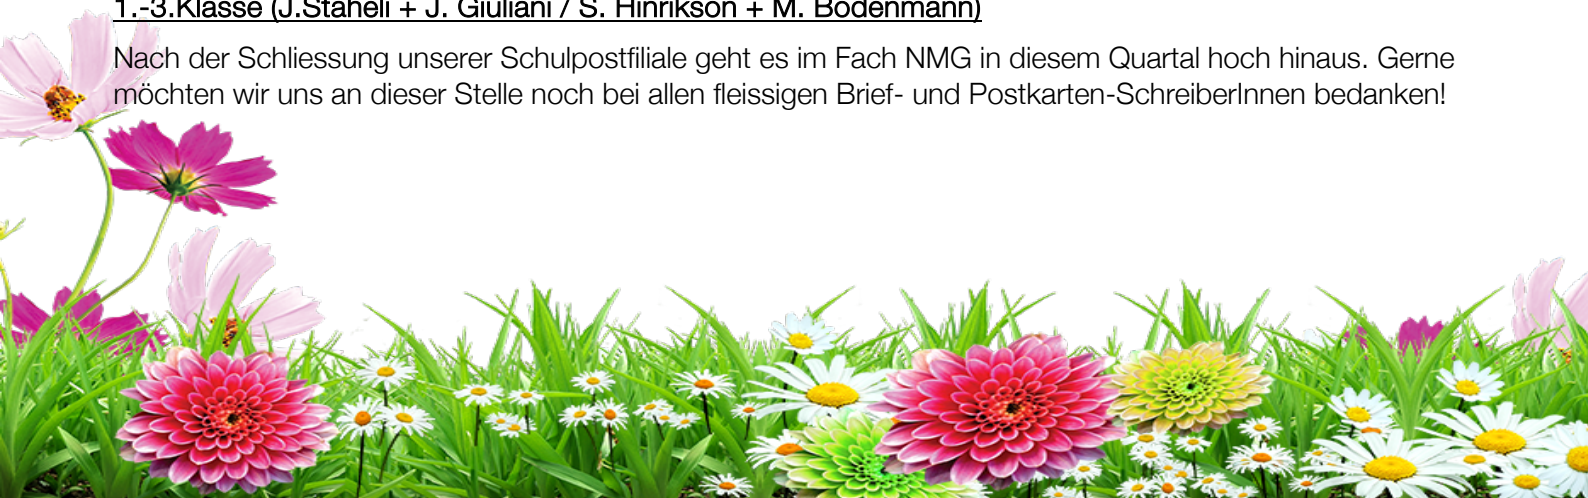 1.-3.Klasse (J.Stäheli + J. Giuliani / S. Hinrikson + M. Bodenmann)
Nach der Schliessung unserer Schulpostfiliale geht es im Fach NMG in diesem Quartal hoch hinaus. Gerne
möchten wir uns an dieser Stelle noch bei allen fleissigen Brief- und Postkarten-SchreiberInnen bedanken!